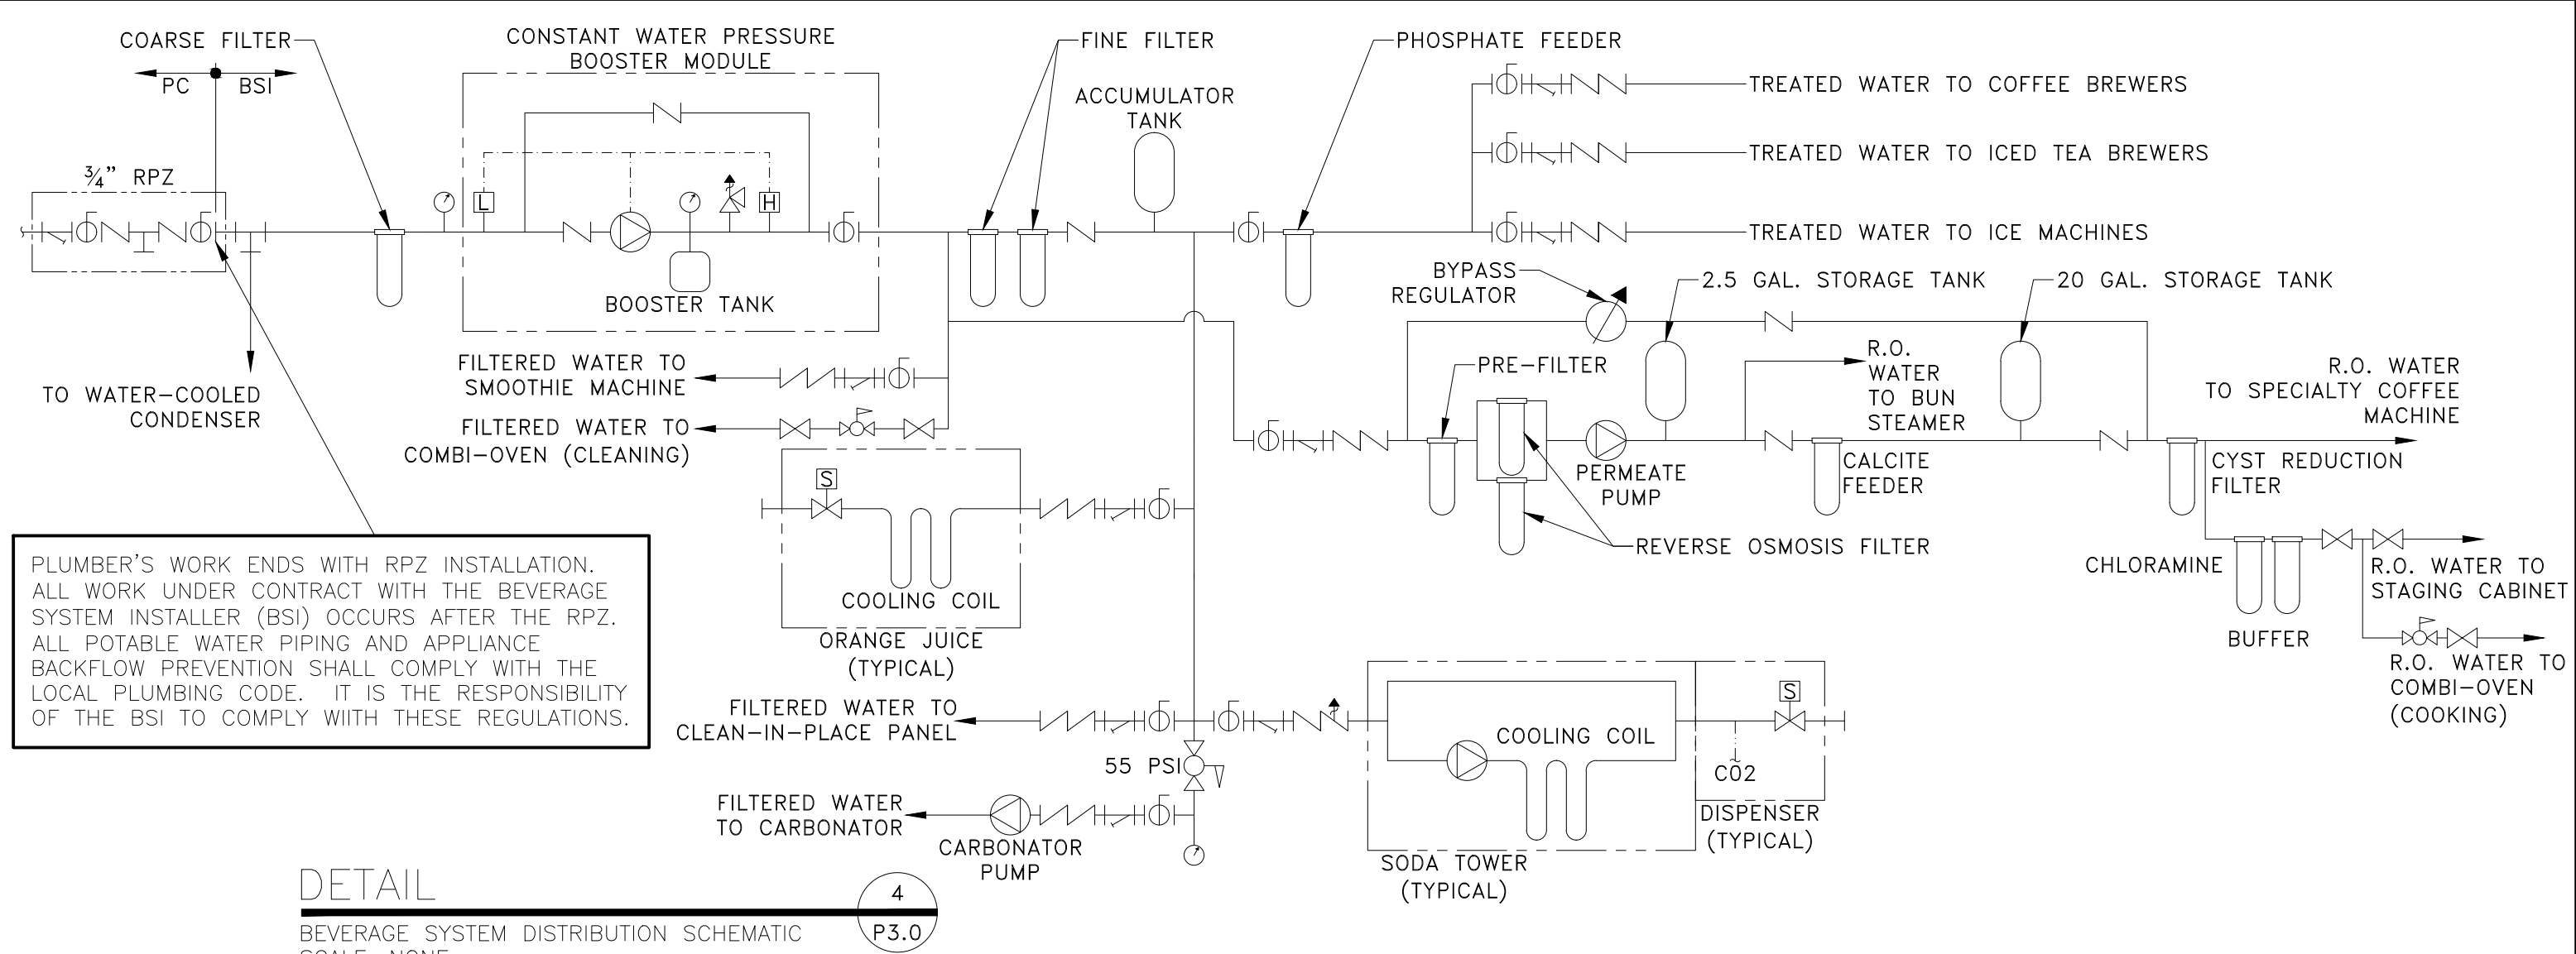 COARSE FILTER
PC
BSI
CONSTANT WATER PRESSURE
BOOSTER MODULE
FINE FILTER
ACCUMULATOR
TANK
PHOSPHATE FEEDER
TREATED WATER TO COFFEE BREWERS
TREATED WATER TO ICED TEA BREWERS
TREATED WATER TO ICE MACHINES
¾" RPZ
L
H
BOOSTER TANK
TO WATER-COOLED
CONDENSER
FILTERED WATER TO
SMOOTHIE MACHINE
FILTERED WATER TO
COMBI-OVEN (CLEANING)
BYPASS
REGULATOR
2.5 GAL. STORAGE TANK
20 GAL. STORAGE TANK
PRE-FILTER
R.O.
WATER
TO BUN
STEAMER
R.O. WATER
TO SPECIALTY COFFEE
MACHINE
PERMEATE
PUMP
CALCITE
FEEDER
CYST REDUCTION
FILTER
REVERSE OSMOSIS FILTER
S
COOLING COIL
ORANGE JUICE
(TYPICAL)
PLUMBER'S WORK ENDS WITH RPZ INSTALLATION.
ALL WORK UNDER CONTRACT WITH THE BEVERAGE
SYSTEM INSTALLER (BSI) OCCURS AFTER THE RPZ.
ALL POTABLE WATER PIPING AND APPLIANCE
BACKFLOW PREVENTION SHALL COMPLY WITH THE
LOCAL PLUMBING CODE. IT IS THE RESPONSIBILITY
OF THE BSI TO COMPLY WIITH THESE REGULATIONS.
CHLORAMINE
BUFFER
R.O. WATER TO
STAGING CABINET
R.O. WATER TO
COMBI-OVEN
(COOKING)
FILTERED WATER TO
CLEAN-IN-PLACE PANEL
55 PSI
FILTERED WATER
TO CARBONATOR
CARBONATOR
PUMP
COOLING COIL
SODA TOWER
(TYPICAL)
S
CO2
DISPENSER
(TYPICAL)
DETAIL
4
P3.0
BEVERAGE SYSTEM DISTRIBUTION SCHEMATIC
SCALE: NONE